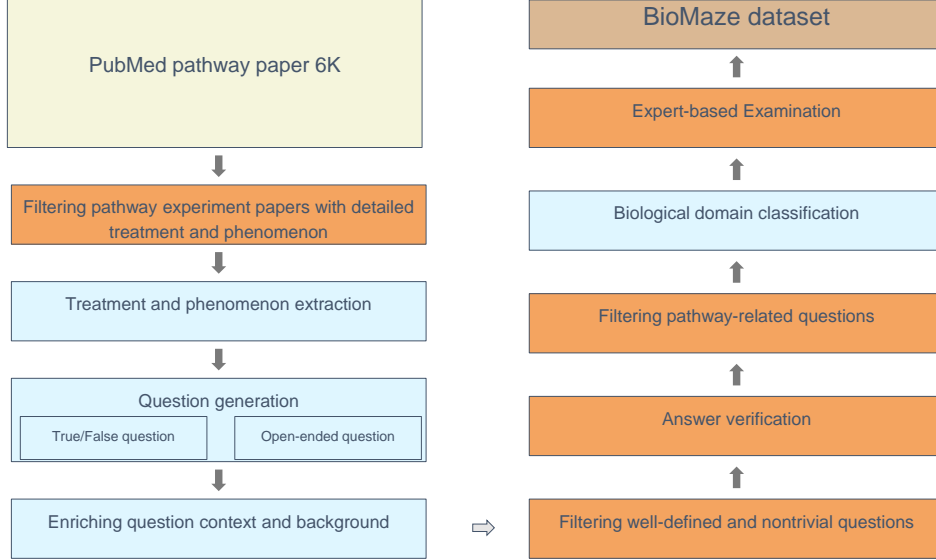 PubMed pathway paper 6K
Filtering pathway experiment papers with detailed
treatment and phenomenon
Treatment and phenomenon extraction
Question generation
True/False question
Open-ended question
Enriching question context and background
Filtering well-defined and nontrivial questions
Answer verification
Filtering pathway-related questions
Biological domain classification
Expert-based Examination
BioMaze dataset